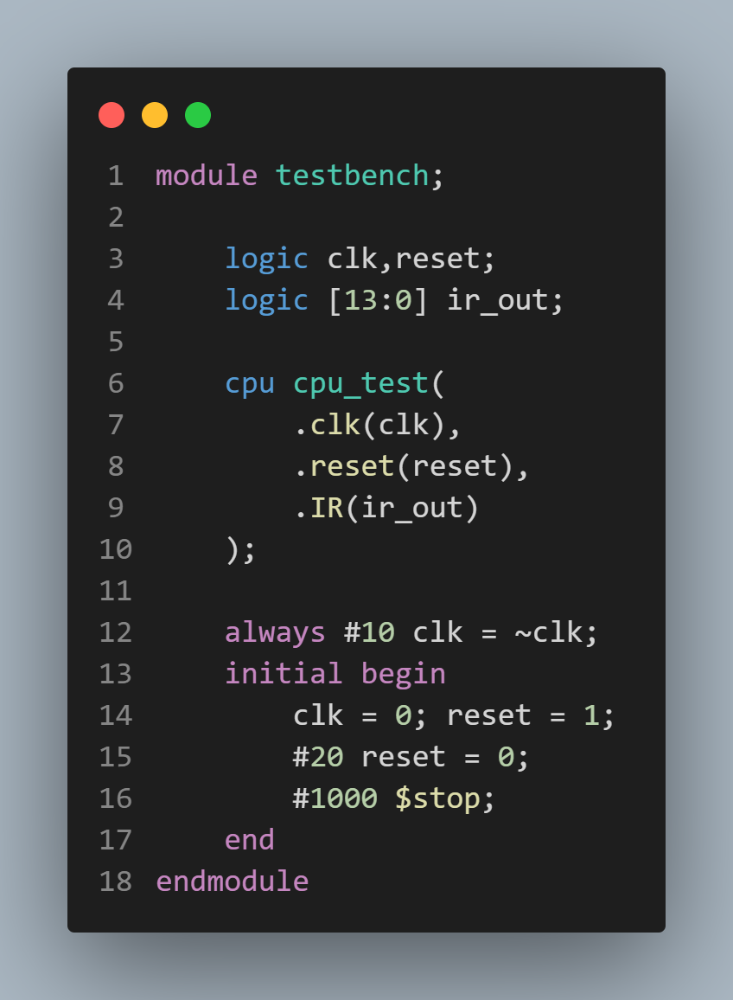 1 module testbench;
2
3     logic clk,reset;
4     logic [13:0] ir_out;
5
6     cpu cpu_test(
7         .clk(clk),
8         .reset(reset),
9         .IR(ir_out)
10     );
11
12     always #10 clk = ~clk;
13     initial begin
14         clk = 0; reset = 1;
15         #20 reset = 0;
16         #1000 $stop;
17     end
18 endmodule